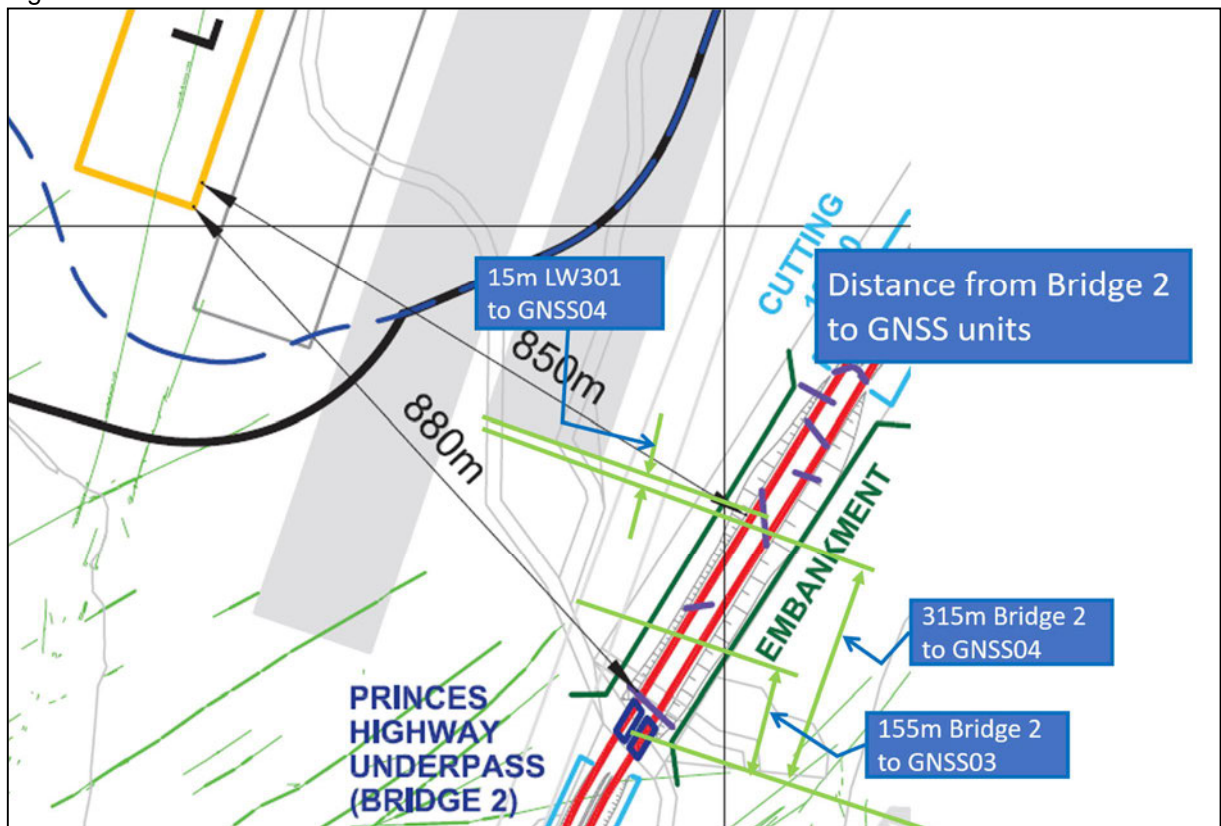 L
CUTTING
15m LW301
to GNSS04
Distance from Bridge 2
to GNSS units
850m
880m
EMBANKMENT
315m Bridge 2
to GNSS04
155m Bridge 2
to GNSS03
PRINCES
HIGHWAY
UNDERPASS
(BRIDGE 2)